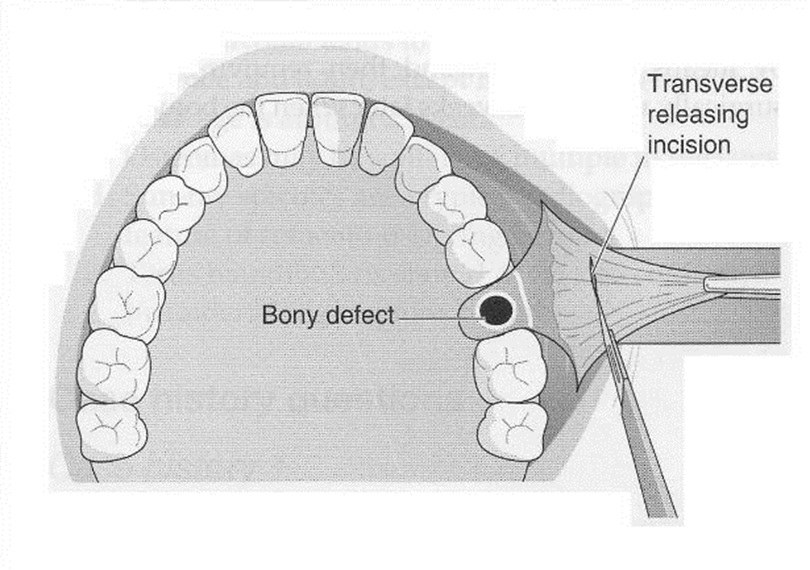 Transverse
releasing
incision
Bony defect